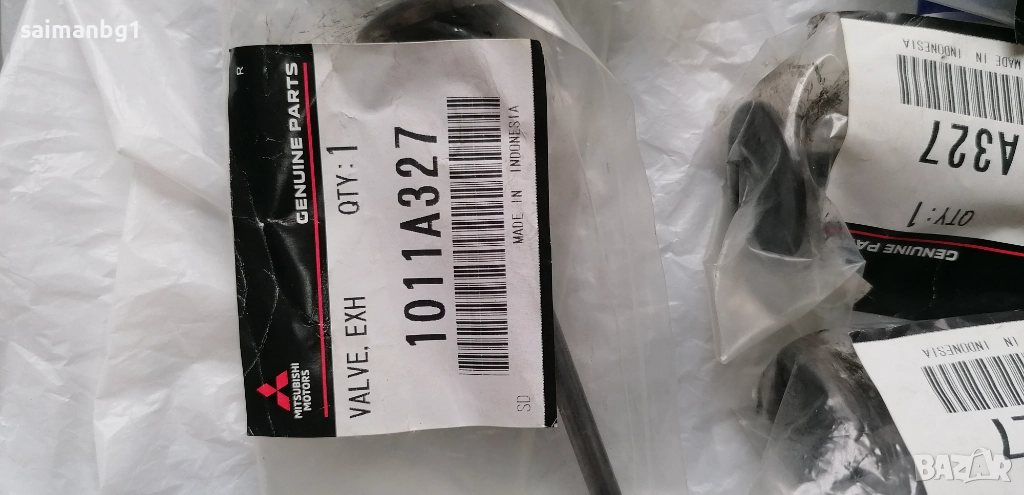 saimanbg1
R
GENUINE PARTS
MITSUBISHI
MOTORS
VALVE, EXH QTY:1
1011A327
MADE IN INDONESIA
SD
MADE IN INDONESIA
A327
QTY:1
GENUINE PA
IN INDONESIA
27
BAZAR